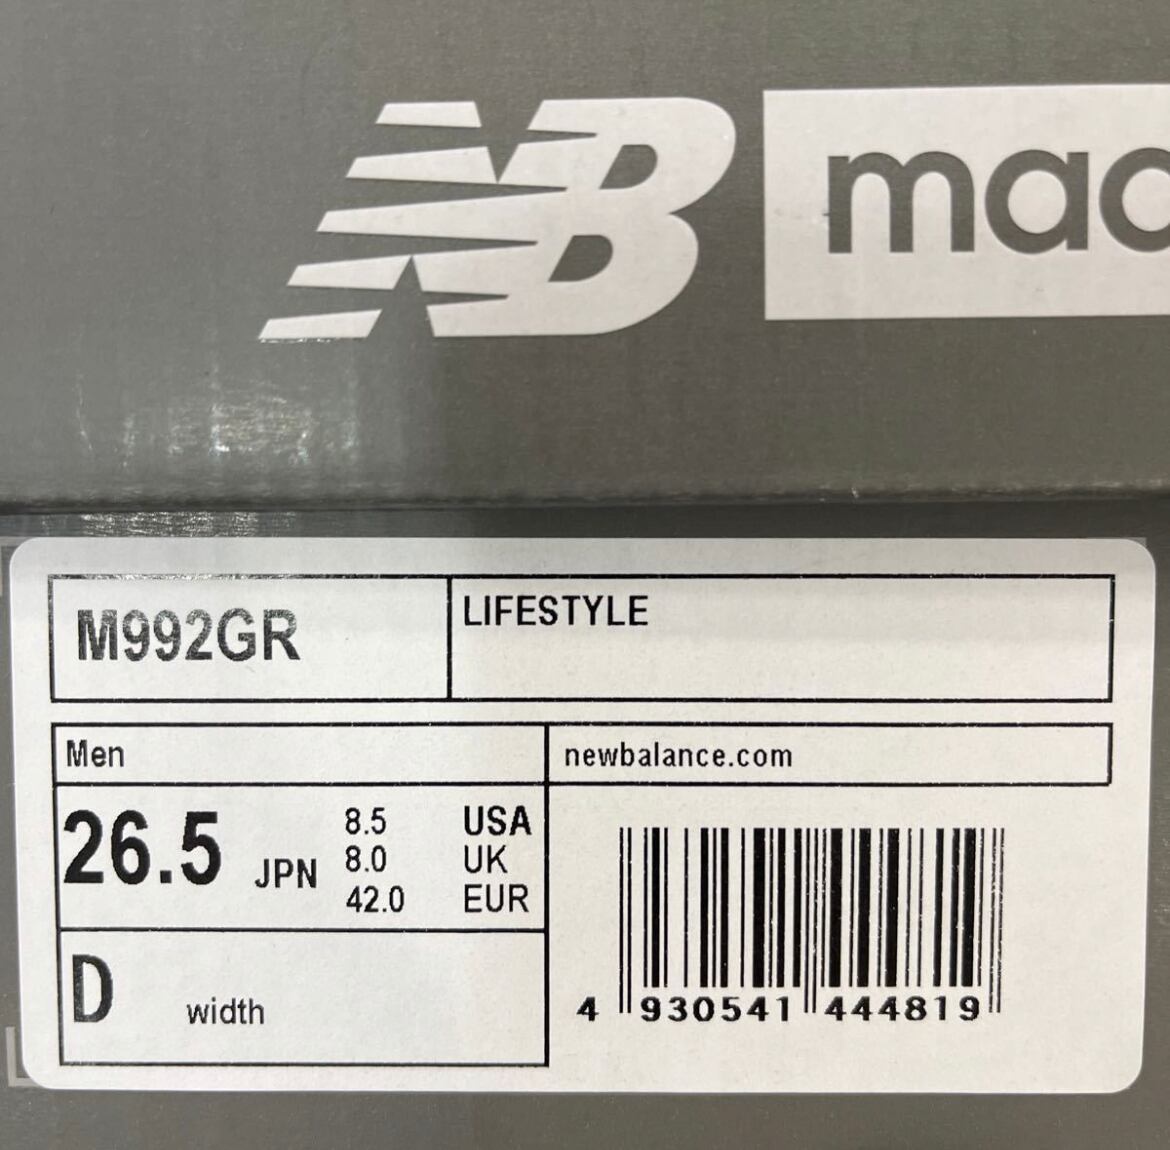 NB mad
M992GR
LIFESTYLE
Men
newbalance.com
26.5 JPN
8.5 USA
8.0 UK
42.0 EUR
D width
4 930541 444819